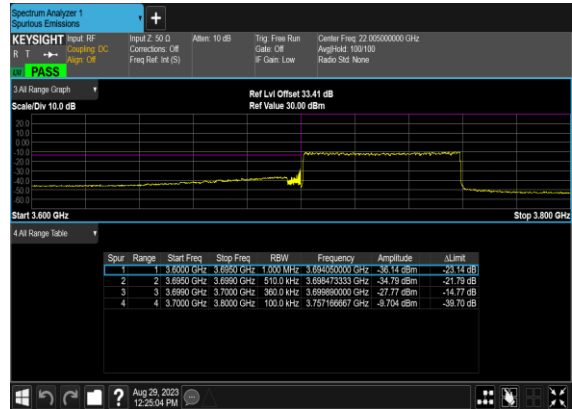 Spectrum Analyzer 1
Spurious Emissions
KEYSIGHT Input: RF Input Z: 50 Ω Atten: 10 dB Trig: Free Run Center Freq: 22.005000000 GHz
R T Coupling: DC Corrections: Off Gate: Off Avg|Hold: 100/100
Align: Off Freq Ref: Int (S) IF Gain: Low Radio Std: None
PASS
3 All Range Graph
Ref Lvl Offset 33.41 dB
Scale/Div 10.0 dB Ref Value 30.00 dBm
20.0
10.0
0.00
-10.0
-20.0
-30.0
-40.0
-50.0
-60.0
Start 3.600 GHz Stop 3.800 GHz
4 All Range Table
Spur Range Start Freq Stop Freq RBW Frequency Amplitude ΔLimit
1 1 3.6000 GHz 3.6950 GHz 1.000 MHz 3.694050000 GHz -36.14 dBm -23.14 dB
2 2 3.6950 GHz 3.6990 GHz 510.0 kHz 3.698473333 GHz -34.79 dBm -21.79 dB
3 3 3.6990 GHz 3.7000 GHz 360.0 kHz 3.699890000 GHz -27.77 dBm -14.77 dB
4 4 3.7000 GHz 3.8000 GHz 100.0 kHz 3.757166667 GHz -9.704 dBm -39.70 dB
? Aug 29, 2023
12:25:04 PM